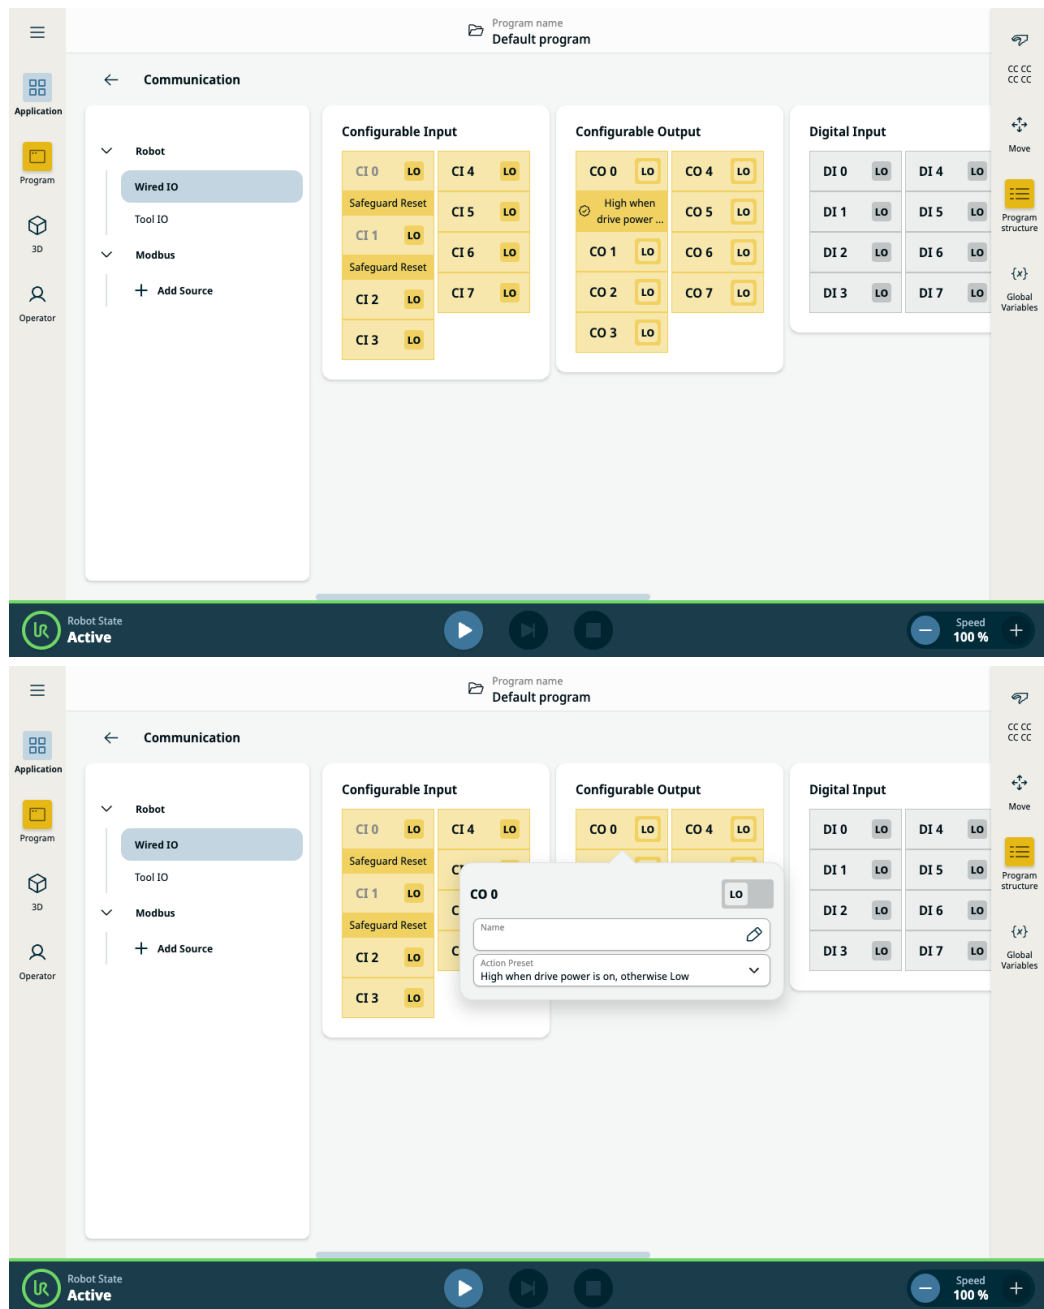 Program name
Default program
Application
Program
3D
Operator
Communication
Robot
Wired IO
Tool IO
Modbus
Add Source
Configurable Input
CI 0 LO
Safeguard Reset
CI 1 LO
Safeguard Reset
CI 2 LO
CI 3 LO
CI 4 LO
CI 5 LO
CI 6 LO
CI 7 LO
Configurable Output
CO 0 LO
High when
drive power ...
CO 1 LO
CO 2 LO
CO 3 LO
CO 4 LO
CO 5 LO
CO 6 LO
CO 7 LO
Digital Input
DI 0 LO
DI 1 LO
DI 2 LO
DI 3 LO
DI 4 LO
DI 5 LO
DI 6 LO
DI 7 LO
CC CC
CC CC
Move
Program
structure
{x}
Global
Variables
UR
Robot State
Active
Speed
100 %
Program name
Default program
Application
Program
3D
Operator
Communication
Robot
Wired IO
Tool IO
Modbus
Add Source
Configurable Input
CI 0 LO
Safeguard Reset
CI 1 LO
Safeguard Reset
CI 2 LO
CI 3 LO
CI 4 LO
Configurable Output
CO 0 LO
CO 4 LO
CO 0
LO
Name
Action Preset
High when drive power is on, otherwise Low
Digital Input
DI 0 LO
DI 1 LO
DI 2 LO
DI 3 LO
DI 4 LO
DI 5 LO
DI 6 LO
DI 7 LO
CC CC
CC CC
Move
Program
structure
{x}
Global
Variables
UR
Robot State
Active
Speed
100 %